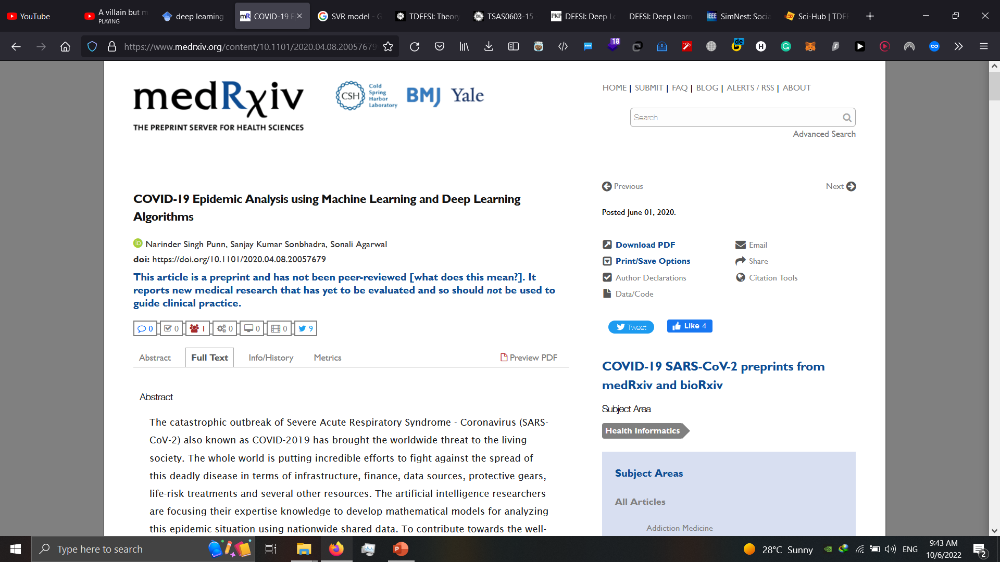 YouTube
A villain but m
PLAYING
deep learning
mR COVID-19 E
SVR model - G
TDEFSI: Theory
TSAS0603-15
PKP DEFSI: Deep Le
DEFSI: Deep Learn
IEEE SimNest: Socia
Sci-Hub | TDEF
https://www.medrxiv.org/content/10.1101/2020.04.08.20057679
18
de
medRxiv
THE PREPRINT SERVER FOR HEALTH SCIENCES
CSH Cold Spring Harbor Laboratory
BMJ Yale
HOME | SUBMIT | FAQ | BLOG | ALERTS / RSS | ABOUT
Search
Advanced Search
Previous
Next
COVID-19 Epidemic Analysis using Machine Learning and Deep Learning
Algorithms
Posted June 01, 2020.
iD Narinder Singh Punn, Sanjay Kumar Sonbhadra, Sonali Agarwal
doi: https://doi.org/10.1101/2020.04.08.20057679
This article is a preprint and has not been peer-reviewed [what does this mean?]. It
reports new medical research that has yet to be evaluated and so should not be used to
guide clinical practice.
Download PDF
Email
Print/Save Options
Share
Author Declarations
Citation Tools
Data/Code
0 0 1 0 0 0 9
Tweet
Like 4
Abstract Full Text Info/History Metrics Preview PDF
COVID-19 SARS-CoV-2 preprints from
medRxiv and bioRxiv
Subject Area
Health Informatics
Subject Areas
All Articles
Addiction Medicine
Abstract
The catastrophic outbreak of Severe Acute Respiratory Syndrome - Coronavirus (SARS-
CoV-2) also known as COVID-2019 has brought the worldwide threat to the living
society. The whole world is putting incredible efforts to fight against the spread of
this deadly disease in terms of infrastructure, finance, data sources, protective gears,
life-risk treatments and several other resources. The artificial intelligence researchers
are focusing their expertise knowledge to develop mathematical models for analyzing
this epidemic situation using nationwide shared data. To contribute towards the well-
Type here to search
28°C Sunny
ENG
9:43 AM
10/6/2022
2